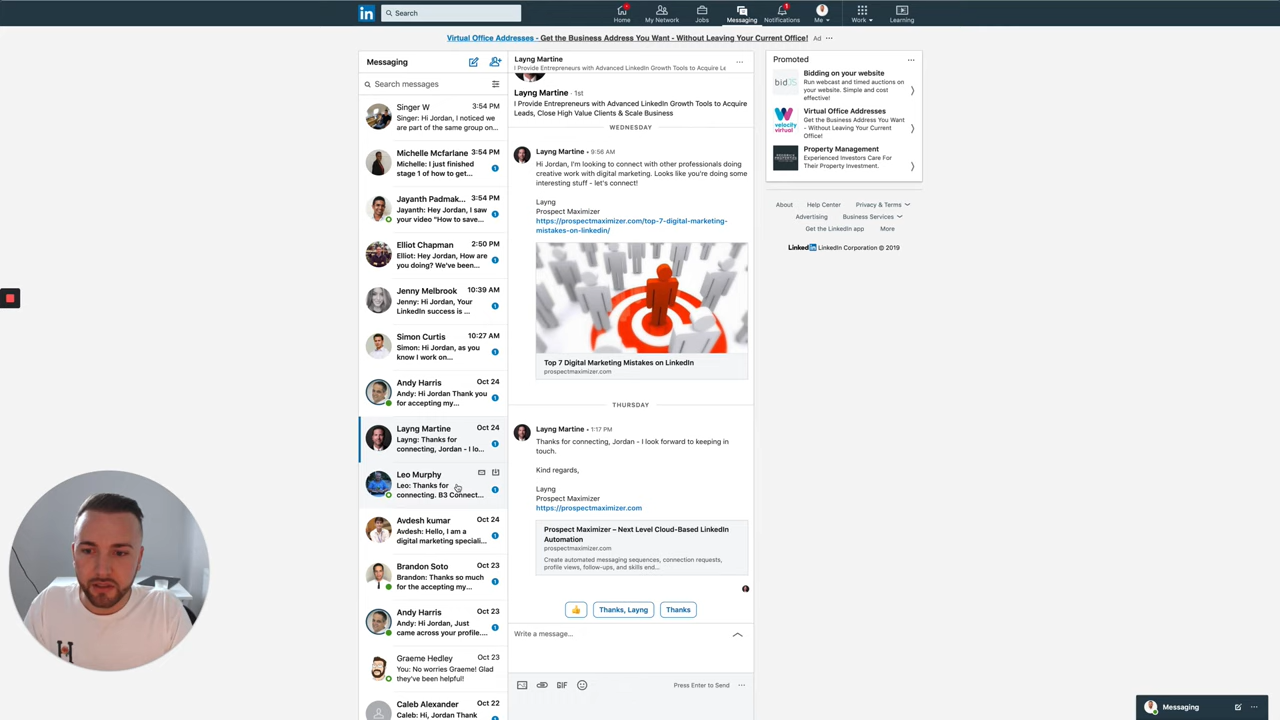 in
Search
Home
My Network
Jobs
Messaging
1
Notifications
Me
Work
Learning
Virtual Office Addresses - Get the Business Address You Want - Without Leaving Your Current Office! Ad
Messaging
Search messages
Singer W 3:54 PM
Singer: Hi Jordan, I noticed we
are part of the same group on...
Michelle Mcfarlane 3:54 PM
Michelle: I just finished
stage 1 of how to get...
1
Jayanth Padmak... 3:54 PM
Jayanth: Hey Jordan, I saw
your video "How to save...
1
Elliot Chapman 2:50 PM
Elliot: Hey Jordan, How are
you doing? We've been...
1
Jenny Melbrook 10:39 AM
Jenny: Hi Jordan, Your
LinkedIn success is ...
1
Simon Curtis 10:27 AM
Simon: Hi Jordan, as you
know I work on...
1
Andy Harris Oct 24
Andy: Hi Jordan Thank you
for accepting my...
1
Layng Martine Oct 24
Layng: Thanks for
connecting, Jordan - I lo...
1
Leo Murphy
Leo: Thanks for
connecting. B3 Connect...
1
Avdesh kumar Oct 24
Avdesh: Hello, I am a
digital marketing speciali...
1
Brandon Soto Oct 23
Brandon: Thanks so much
for the accepting my...
1
Andy Harris Oct 23
Andy: Hi Jordan, Just
came across your profile....
1
Graeme Hedley Oct 23
You: No worries Graeme! Glad
they've been helpful!
Caleb Alexander Oct 22
Caleb: Hi, Jordan Thank
Layng Martine
I Provide Entrepreneurs with Advanced LinkedIn Growth Tools to Acquire Le
Layng Martine · 1st
I Provide Entrepreneurs with Advanced LinkedIn Growth Tools to Acquire
Leads, Close High Value Clients & Scale Business
WEDNESDAY
Layng Martine • 9:56 AM
Hi Jordan, I'm looking to connect with other professionals doing
creative work with digital marketing. Looks like you're doing some
interesting stuff - let's connect!
Layng
Prospect Maximizer
https://prospectmaximizer.com/top-7-digital-marketing-
mistakes-on-linkedin/
Top 7 Digital Marketing Mistakes on LinkedIn
prospectmaximizer.com
THURSDAY
Layng Martine • 1:17 PM
Thanks for connecting, Jordan - I look forward to keeping in
touch.
Kind regards,
Layng
Prospect Maximizer
https://prospectmaximizer.com
Prospect Maximizer – Next Level Cloud-Based LinkedIn
Automation
prospectmaximizer.com
Create automated messaging sequences, connection requests,
profile views, follow-ups, and skills end...
Thanks, Layng
Thanks
Write a message...
GIF
Press Enter to Send
Promoted
bidJS
Bidding on your website
Run webcast and timed auctions on
your website. Simple and cost
effective!
velocity
virtual
Virtual Office Addresses
Get the Business Address You Want
- Without Leaving Your Current
Office!
Property Management
Experienced Investors Care For
Their Property Investment.
About
Help Center
Privacy & Terms
Advertising
Business Services
Get the LinkedIn app
More
Linkedin LinkedIn Corporation © 2019
Messaging